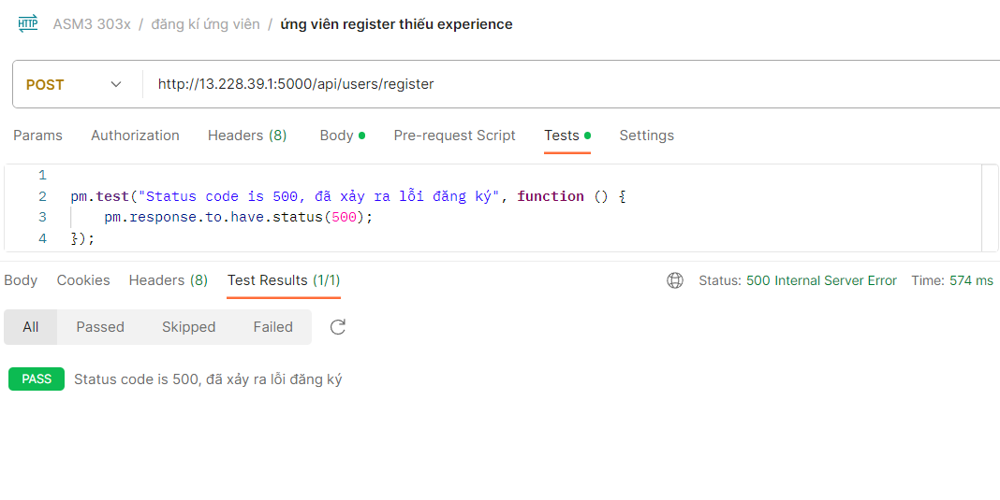 HTTP ASM3 303x / đăng kí ứng viên / ứng viên register thiếu experience
POST http://13.228.39.1:5000/api/users/register
Params Authorization Headers (8) Body Pre-request Script Tests Settings
1
2 pm.test("Status code is 500, đã xảy ra lỗi đăng ký", function () {
3 pm.response.to.have.status(500);
4 });
Body Cookies Headers (8) Test Results (1/1) Status: 500 Internal Server Error Time: 574 ms
All Passed Skipped Failed
PASS Status code is 500, đã xảy ra lỗi đăng ký